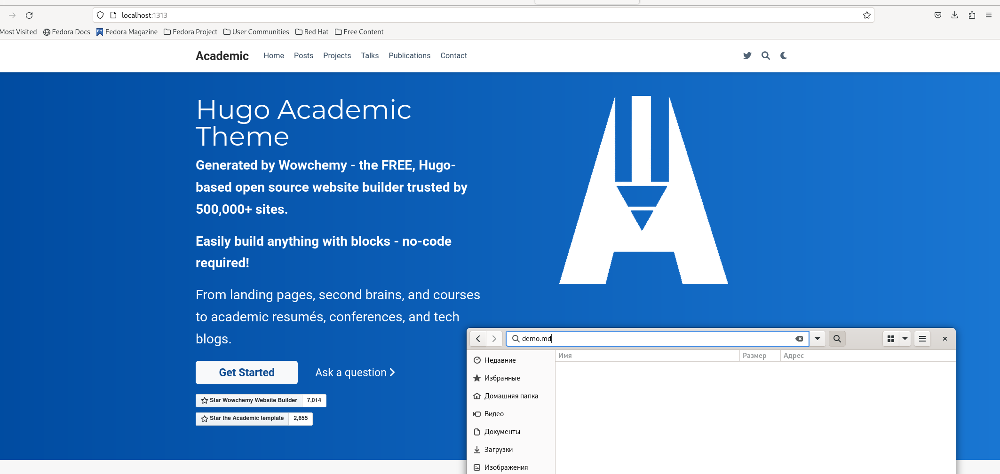 localhost:1313
Most Visited Fedora Docs Fedora Magazine Fedora Project User Communities Red Hat Free Content
Academic Home Posts Projects Talks Publications Contact
Hugo Academic
Theme
Generated by Wowchemy - the FREE, Hugo-
based open source website builder trusted by
500,000+ sites.
Easily build anything with blocks - no-code
required!
From landing pages, second brains, and courses
to academic resumés, conferences, and tech
blogs.
Get Started Ask a question
Star Wowchemy Website Builder 7,014
Star the Academic template 2,655
demo.md
Имя Размер Адрес
Недавние
Избранные
Домашняя папка
Видео
Документы
Загрузки
Изображения